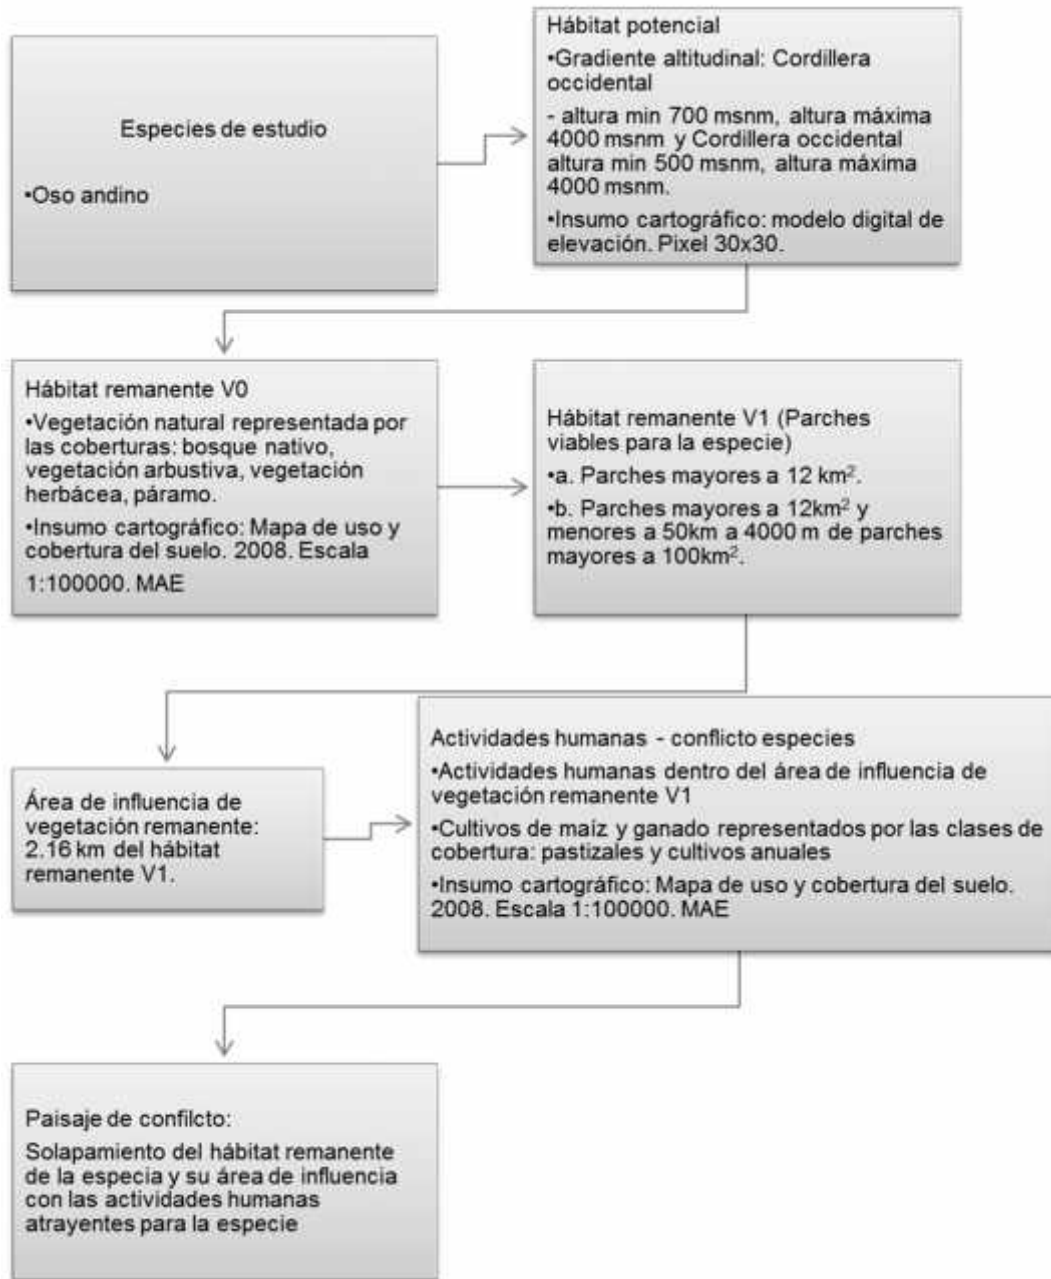 Especies de estudio
•Oso andino
Hábitat potencial
•Gradiente altitudinal: Cordillera
occidental
- altura min 700 msnm, altura máxima
4000 msnm y Cordillera occidental
altura min 500 msnm, altura máxima
4000 msnm.
•Insumo cartográfico: modelo digital de
elevación. Pixel 30x30.
Hábitat remanente V0
•Vegetación natural representada por
las coberturas: bosque nativo,
vegetación arbustiva, vegetación
herbácea, páramo.
•Insumo cartográfico: Mapa de uso y
cobertura del suelo. 2008. Escala
1:100000. MAE
Hábitat remanente V1 (Parches
viables para la especie)
•a. Parches mayores a 12 km².
•b. Parches mayores a 12km² y
menores a 50km a 4000 m de parches
mayores a 100km².
Área de influencia de
vegetación remanente:
2.16 km del hábitat
remanente V1.
Actividades humanas - conflicto especies
•Actividades humanas dentro del área de influencia de
vegetación remanente V1
•Cultivos de maíz y ganado representados por las clases de
cobertura: pastizales y cultivos anuales
•Insumo cartográfico: Mapa de uso y cobertura del suelo.
2008. Escala 1:100000. MAE
Paisaje de confilcto:
Solapamiento del hábitat remanente
de la especia y su área de influencia
con las actividades humanas
atrayentes para la especie